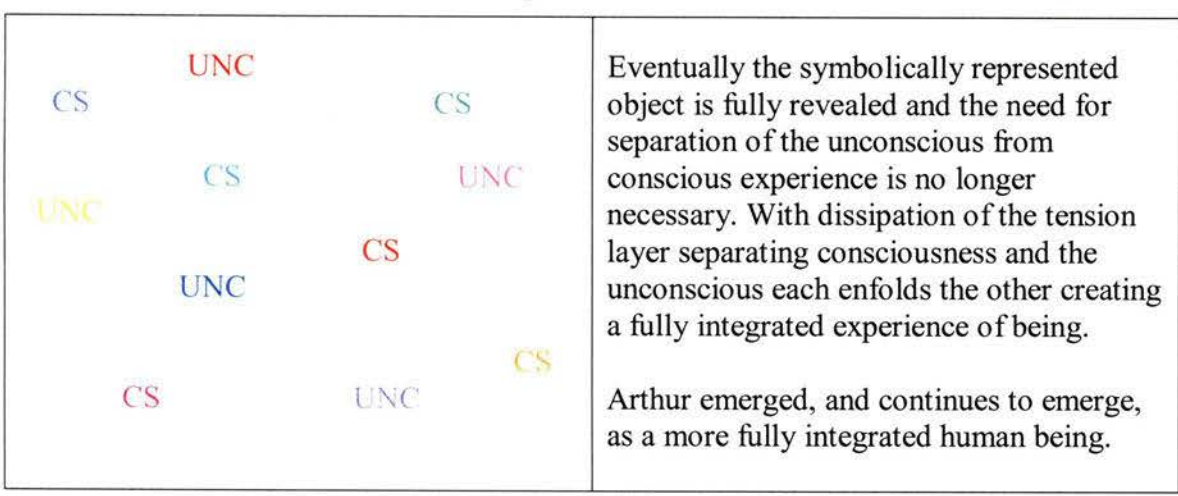 UNC
CS
CS
CS
UNC
UNC
CS
UNC
CS
CS
UNC
Eventually the symbolically represented
object is fully revealed and the need for
separation of the unconscious from
conscious experience is no longer
necessary. With dissipation of the tension
layer separating consciousness and the
unconscious each enfolds the other creating
a fully integrated experience of being.
Arthur emerged, and continues to emerge,
as a more fully integrated human being.